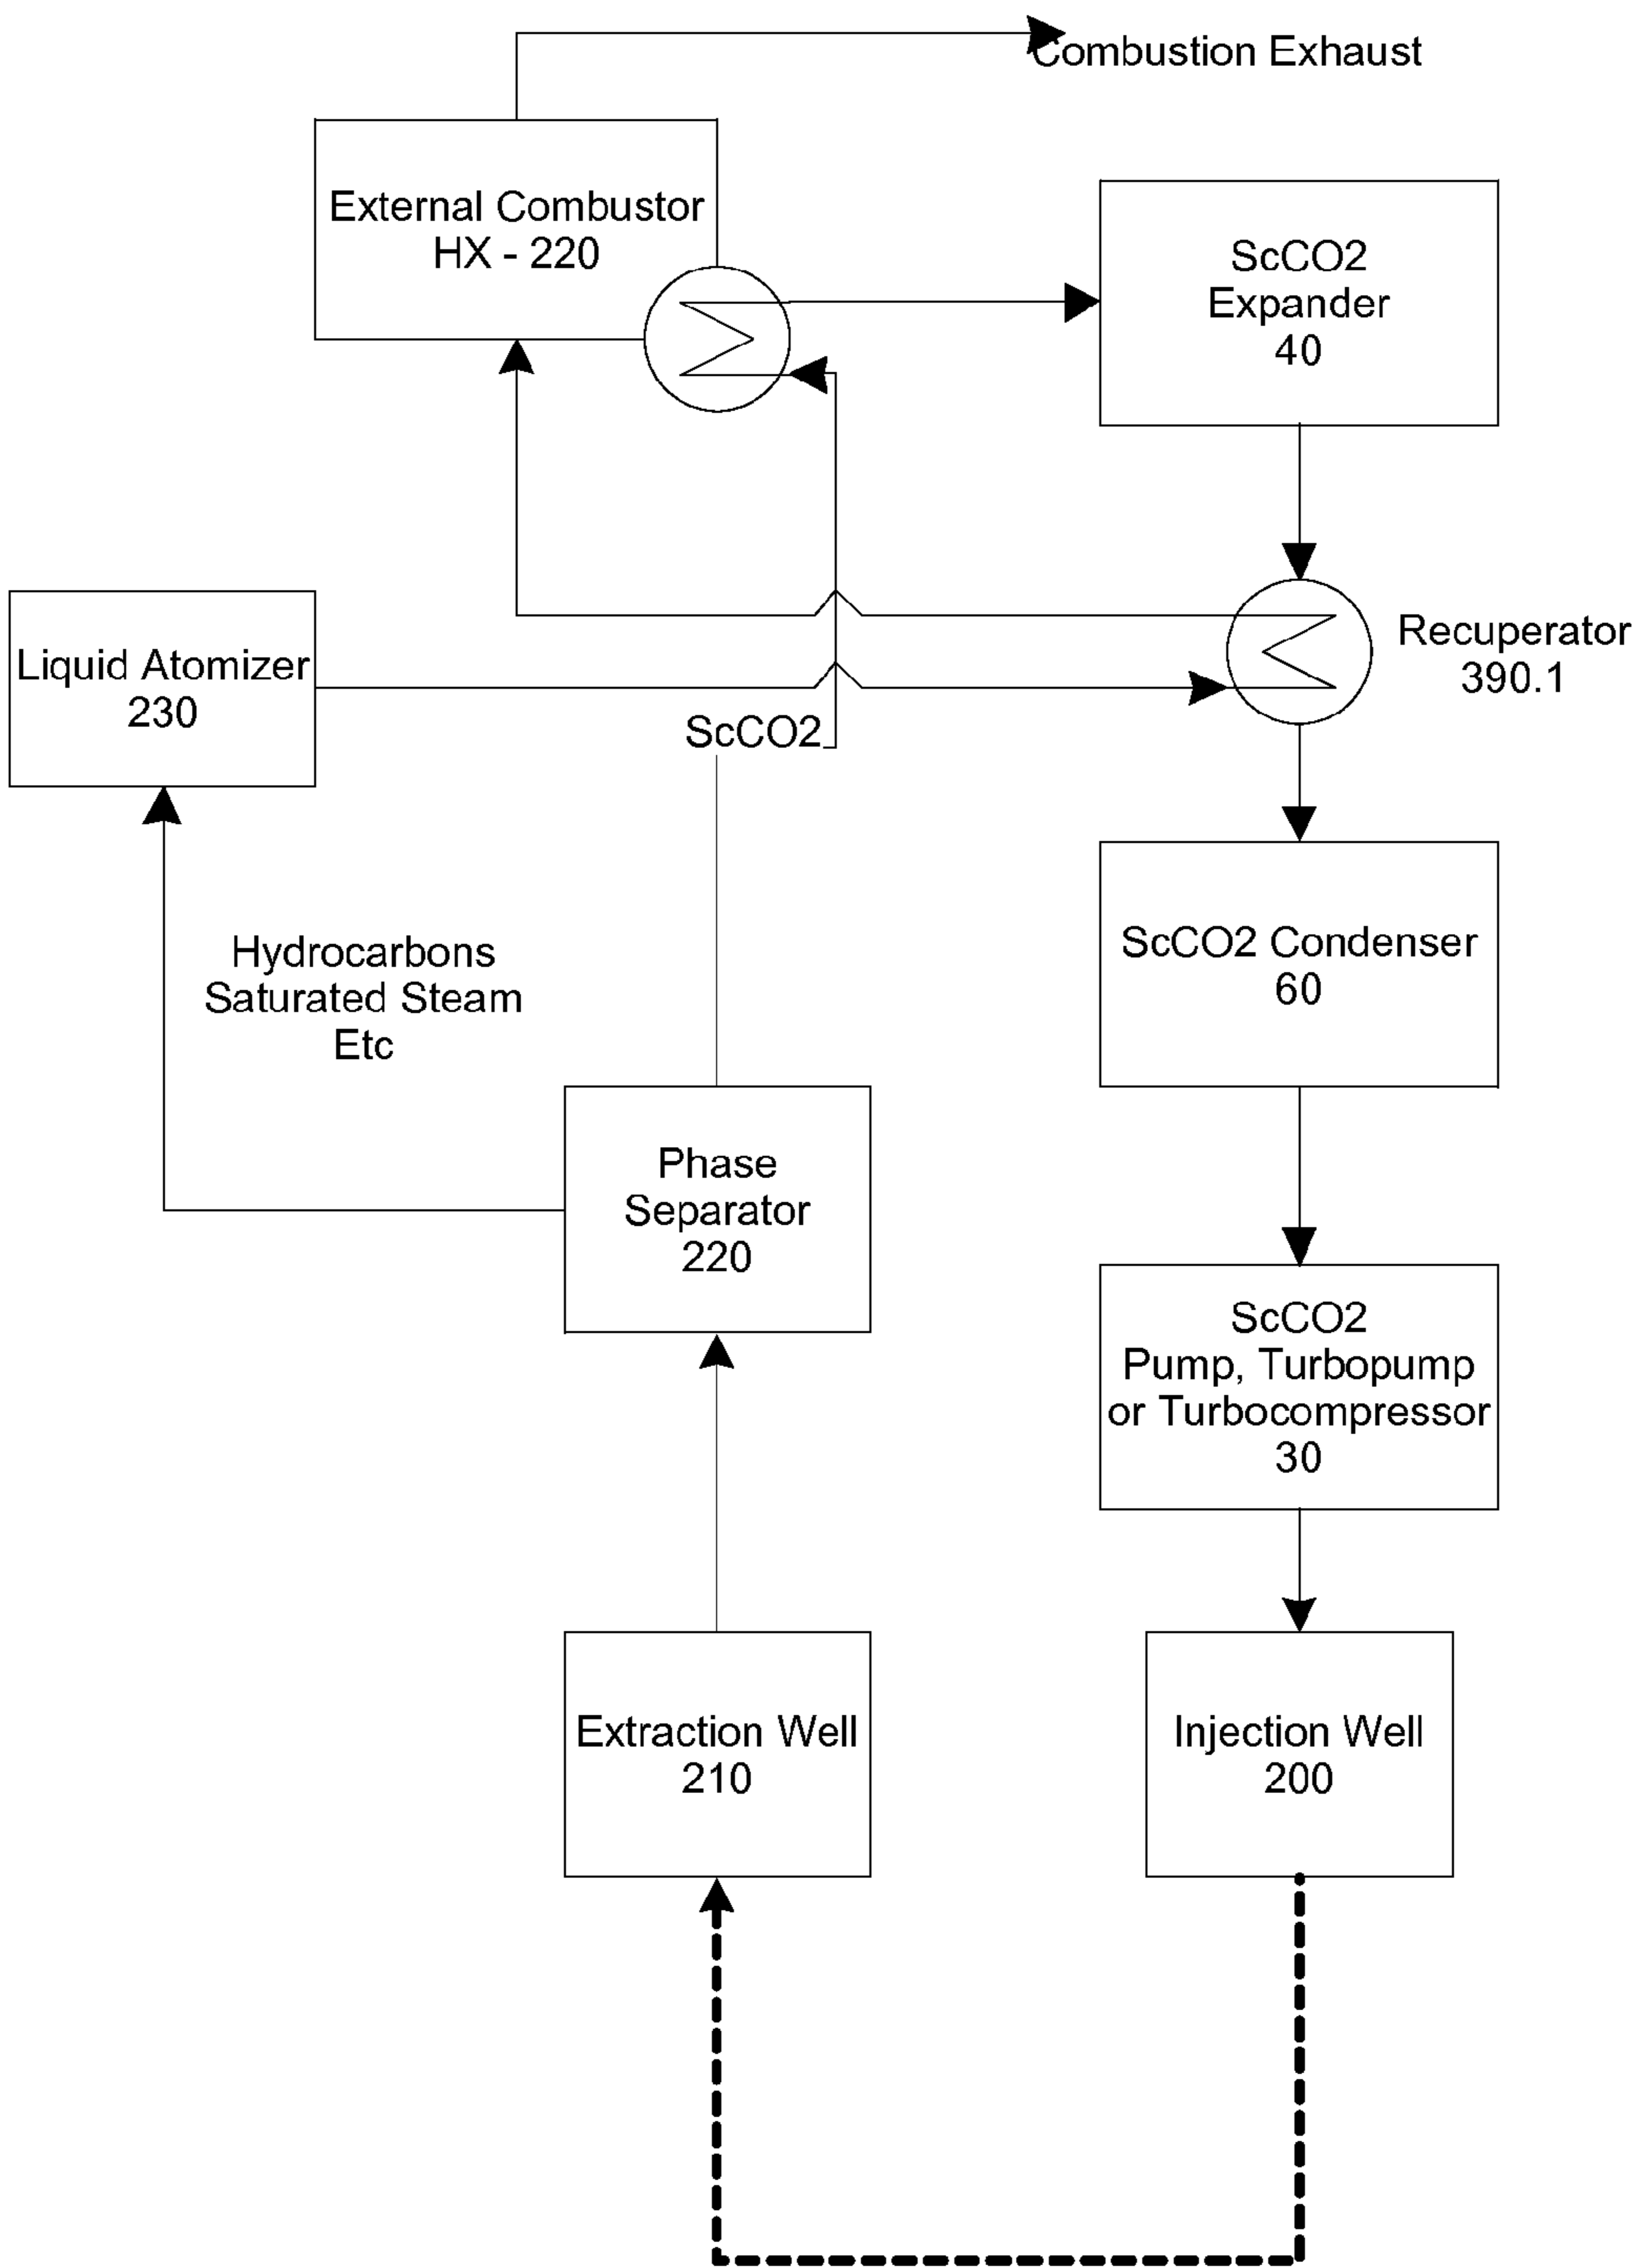 Combustion Exhaust
External Combustor
HX - 220
ScCO2
Expander
40
Liquid Atomizer
230
Recuperator
390.1
ScCO2
Hydrocarbons
Saturated Steam
Etc
ScCO2 Condenser
60
Phase
Separator
220
ScCO2
Pump, Turbopump
or Turbocompressor
30
Extraction Well
210
Injection Well
200